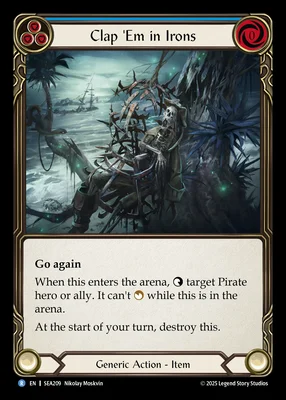 Clap 'Em in Irons
Go again
When this enters the arena, target Pirate
hero or ally. It can't while this is in the
arena.
At the start of your turn, destroy this.
Generic Action - Item
R EN | SEA209 Nikolay Moskvin
© 2025 Legend Story Studios